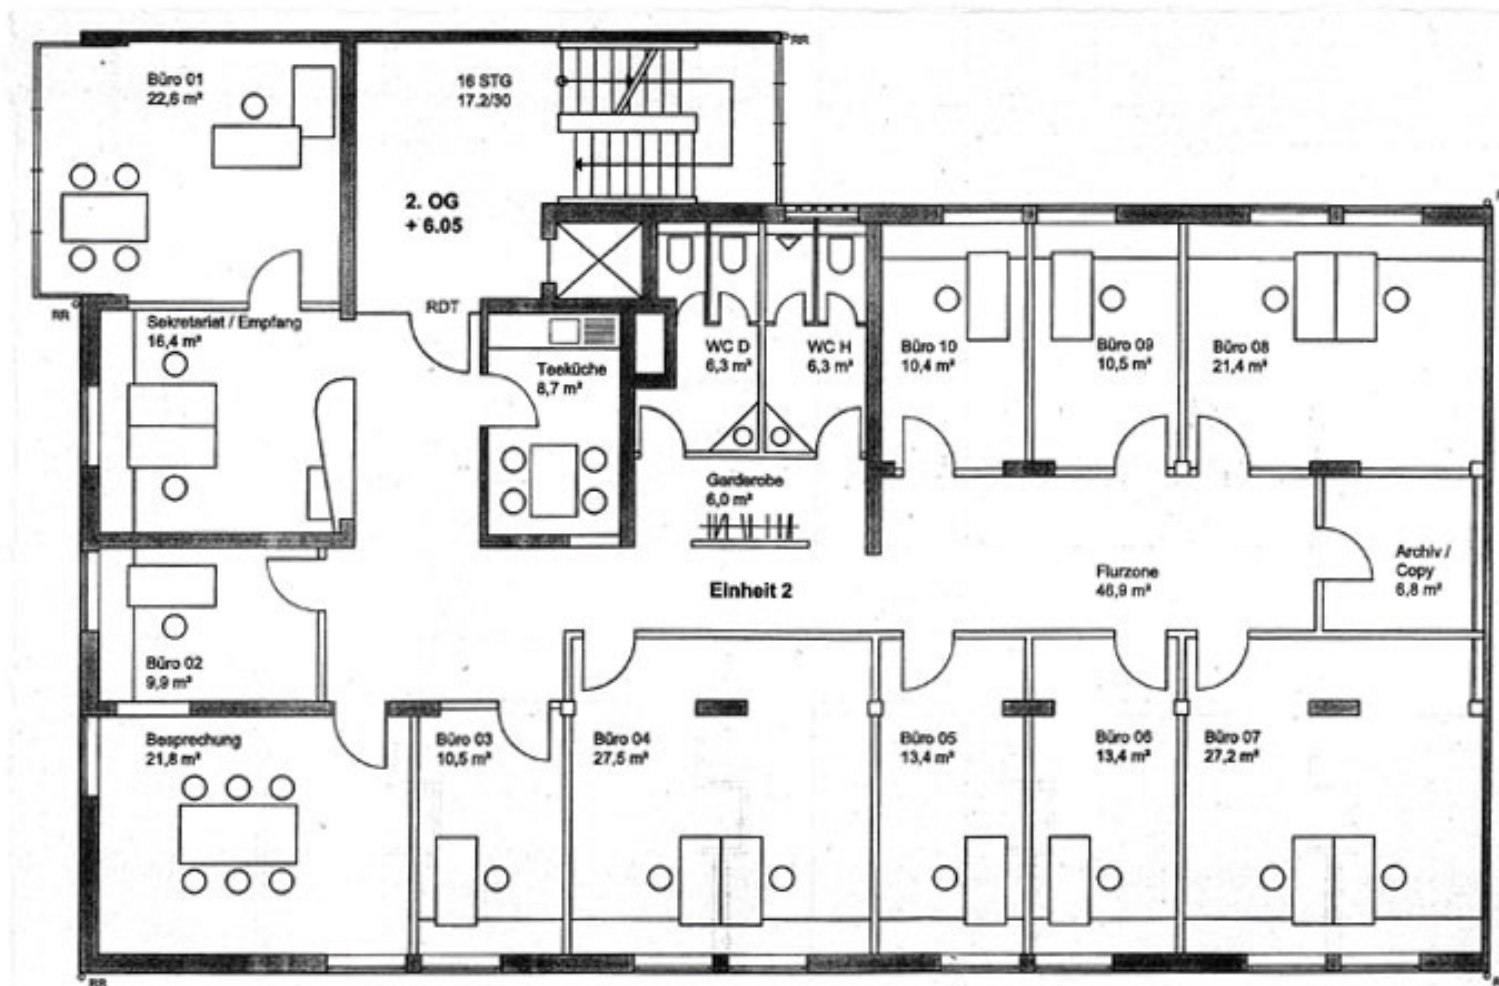 RR
Büro 01
22,6 m²
16 STG
17.2/30
2. OG
+ 6.05
RR
RDT
Sekretariat / Empfang
16,4 m²
Teeküche
8,7 m²
WC D
6,3 m²
WC H
6,3 m²
Büro 10
10,4 m²
Büro 09
10,5 m²
Büro 08
21,4 m²
Garderobe
6,0 m²
Einheit 2
Flurzone
46,9 m²
Archiv /
Copy
6,8 m²
Büro 02
9,9 m²
Besprechung
21,8 m²
Büro 03
10,5 m²
Büro 04
27,5 m²
Büro 05
13,4 m²
Büro 06
13,4 m²
Büro 07
27,2 m²
RR